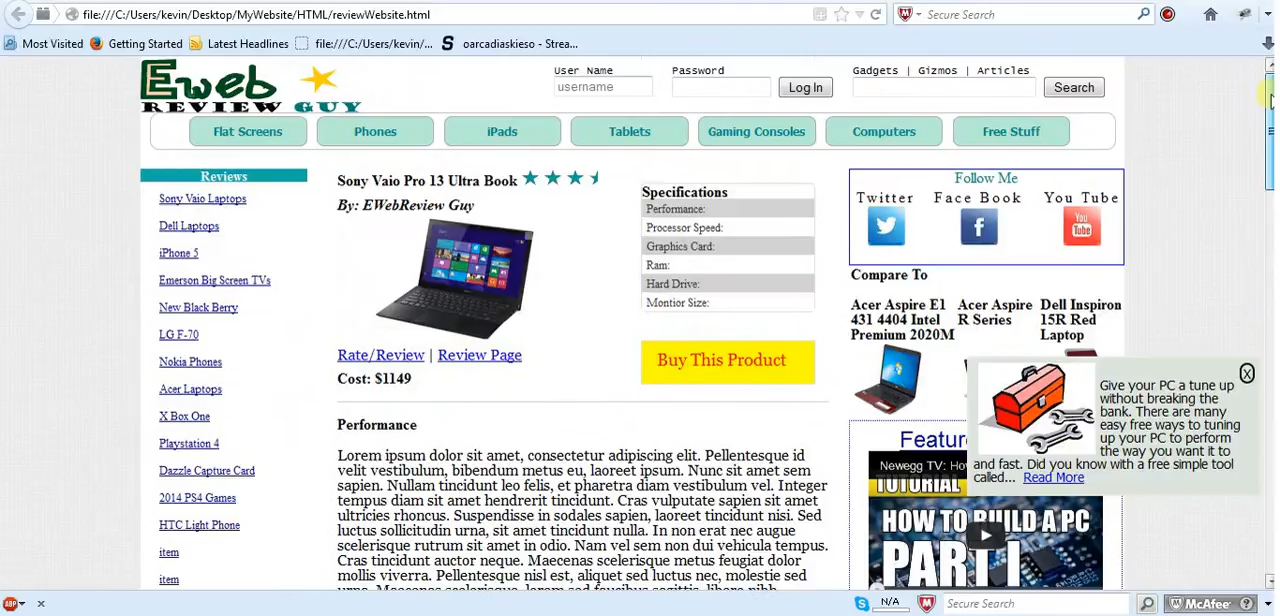 file:///C:/Users/kevin/Desktop/MyWebsite/HTML/reviewWebsite.html
Secure Search
Most Visited
Getting Started
Latest Headlines
file:///C:/Users/kevin/...
oarcadiaskieso - Strea...
Eweb
REVIEW GUY
User Name
Password
Gadgets | Gizmos | Articles
username
Log In
Search
Flat Screens
Phones
iPads
Tablets
Gaming Consoles
Computers
Free Stuff
Reviews
Sony Vaio Laptops
Dell Laptops
iPhone 5
Emerson Big Screen TVs
New Black Berry
LG F-70
Nokia Phones
Acer Laptops
X Box One
Playstation 4
Dazzle Capture Card
2014 PS4 Games
HTC Light Phone
item
item
Sony Vaio Pro 13 Ultra Book
By: EWebReview Guy
Rate/Review | Review Page
Cost: $1149
Specifications
Performance:
Processor Speed:
Graphics Card:
Ram:
Hard Drive:
Montior Size:
Buy This Product
Performance
Lorem ipsum dolor sit amet, consectetur adipiscing elit. Pellentesque id
velit vestibulum, bibendum metus eu, laoreet ipsum. Nunc sit amet sem
neque. Nullam tincidunt leo felis, et pharetra diam vestibulum vel. Integer
tempus diam sit amet hendrerit tincidunt. Cras vulputate sapien sit amet
ultricies rhoncus. Suspendisse in sodales sapien, laoreet tincidunt nisi. Sed
luctus sollicitudin urna, sit amet tincidunt nulla. In non erat nec augue
scelerisque rutrum sit amet in odio. Nam vel sem non dui vehicula tempus.
Cras tincidunt auctor neque. Maecenas scelerisque metus feugiat dolor
mollis viverra. Pellentesque nisl est, aliquet sed luctus nec, molestie sed
Follow Me
Twitter
Face Book
You Tube
You
Tube
Compare To
Acer Aspire E1
431 4404 Intel
Premium 2020M
Acer Aspire
R Series
Dell Inspiron
15R Red
Laptop
X
Give your PC a tune up
without breaking the
bank. There are many
easy free ways to tuning
up your PC to perform
the way you want it to
and fast. Did you know with a free simple tool
called... Read More
Newegg TV:
TUTORIAL
HOW TO BUILD A PC
PART I
ABP
N/A
Secure Search
McAfee